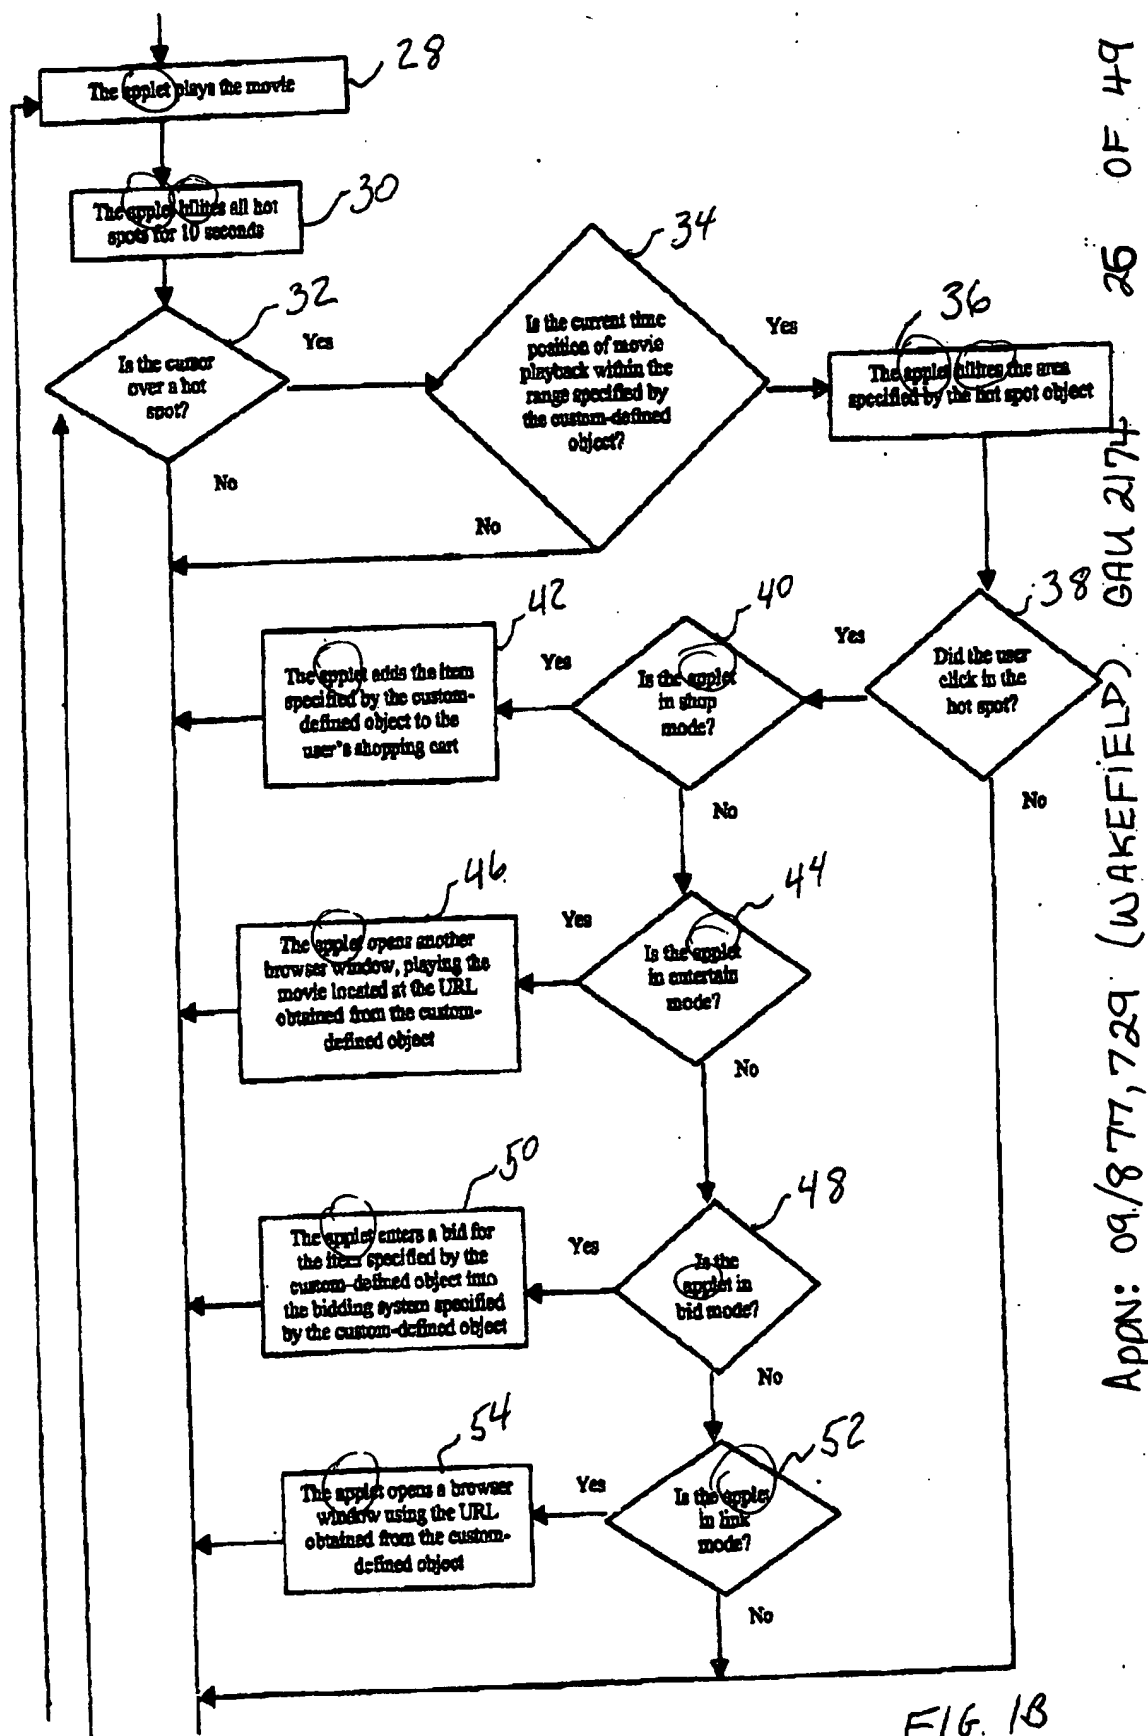 28
The applet plays the movie
30
The applet hilites all hot
spots for 10 seconds
32
Is the cursor
over a hot
spot?
Yes
No
34
Is the current time
position of movie
playback within the
range specified by
the custom-defined
object?
Yes
No
36
The applet hilites the area
specified by the hot spot object
38
Did the user
click in the
hot spot?
Yes
No
40
Is the applet
in shop
mode?
Yes
No
42
The applet adds the item
specified by the custom-
defined object to the
user's shopping cart
44
Is the applet
in entertain
mode?
Yes
No
46
The applet opens another
browser window, playing the
movie located at the URL
obtained from the custom-
defined object
48
Is the
applet in
bid mode?
Yes
No
50
The applet enters a bid for
the item specified by the
custom-defined object into
the bidding system specified
by the custom-defined object
52
Is the applet
in link
mode?
Yes
No
54
The applet opens a browser
window using the URL
obtained from the custom-
defined object
FIG. 1B
APPN: 09/877,729 (WAKEFIELD) GAU 2174 26 OF 49